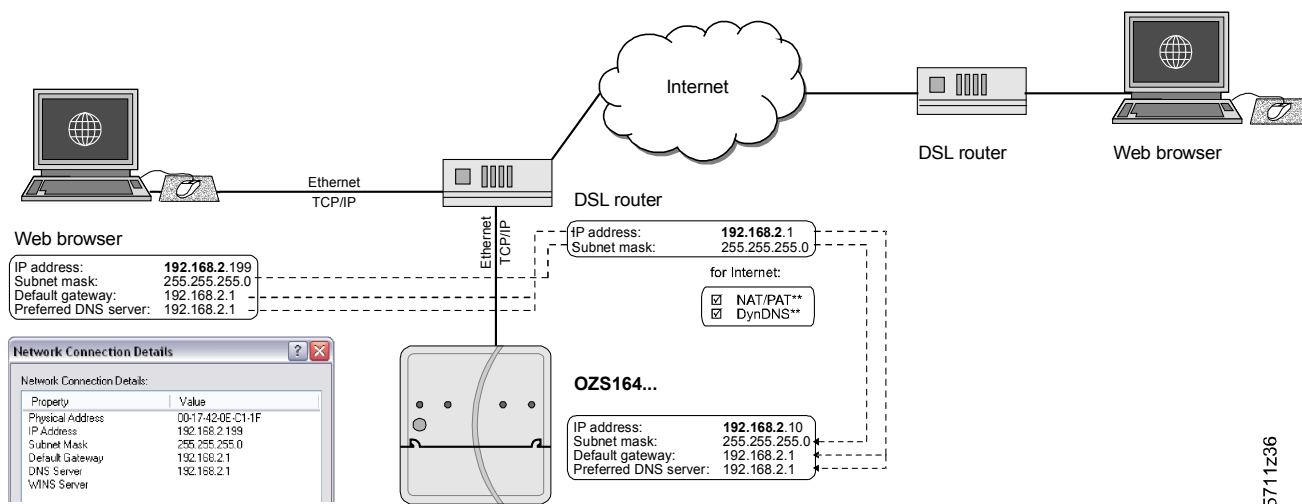 Internet
DSL router
Web browser
Ethernet
TCP/IP
DSL router
Ethernet
TCP/IP
Web browser
IP address: 192.168.2.199
Subnet mask: 255.255.255.0
Default gateway: 192.168.2.1
Preferred DNS server: 192.168.2.1
IP address: 192.168.2.1
Subnet mask: 255.255.255.0
for Internet:
☑ NAT/PAT**
☑ DynDNS**
Network Connection Details
Network Connection Details:
Property Value
Physical Address 00-17-42-0E-C1-1F
IP Address 192.168.2.199
Subnet Mask 255.255.255.0
Default Gateway 192.168.2.1
DNS Server 192.168.2.1
WINS Server
OZS164...
IP address: 192.168.2.10
Subnet mask: 255.255.255.0
Default gateway: 192.168.2.1
Preferred DNS server: 192.168.2.1
5711z36